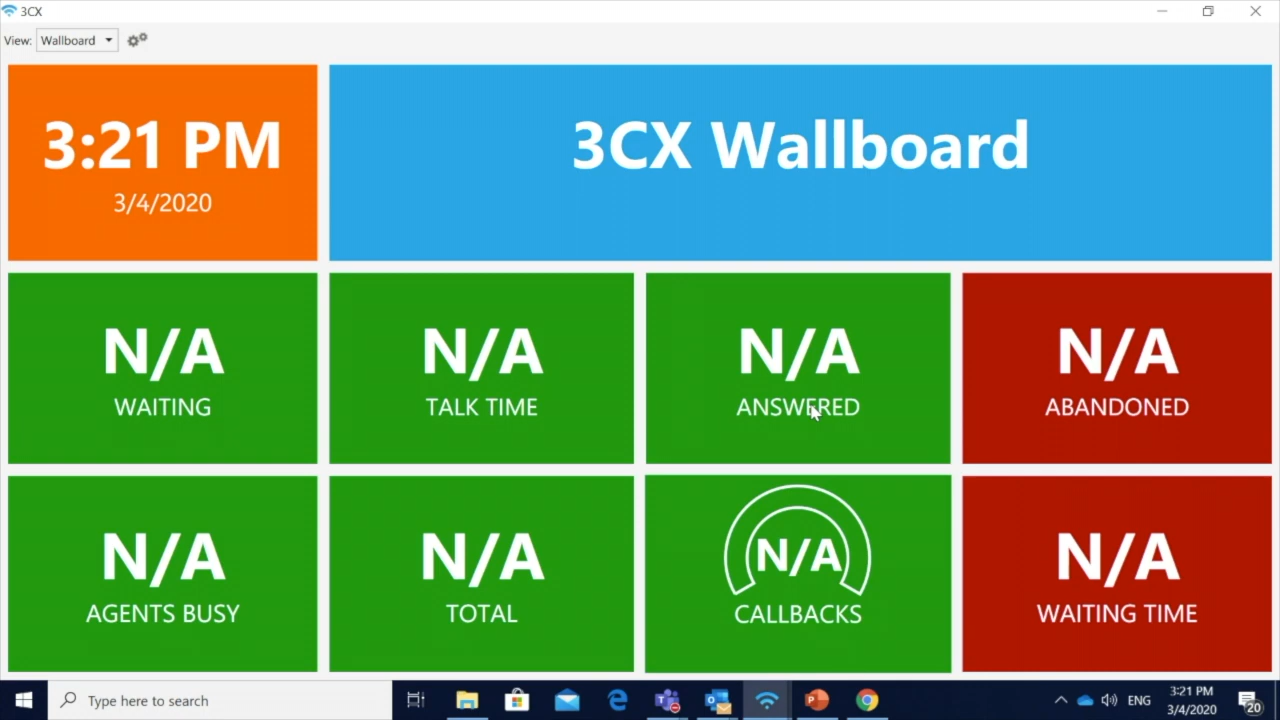 3CX
View: Wallboard
3:21 PM
3/4/2020
3CX Wallboard
N/A
WAITING
N/A
TALK TIME
N/A
ANSWERED
N/A
ABANDONED
N/A
AGENTS BUSY
N/A
TOTAL
N/A
CALLBACKS
N/A
WAITING TIME
Type here to search
ENG
3:21 PM
3/4/2020
20